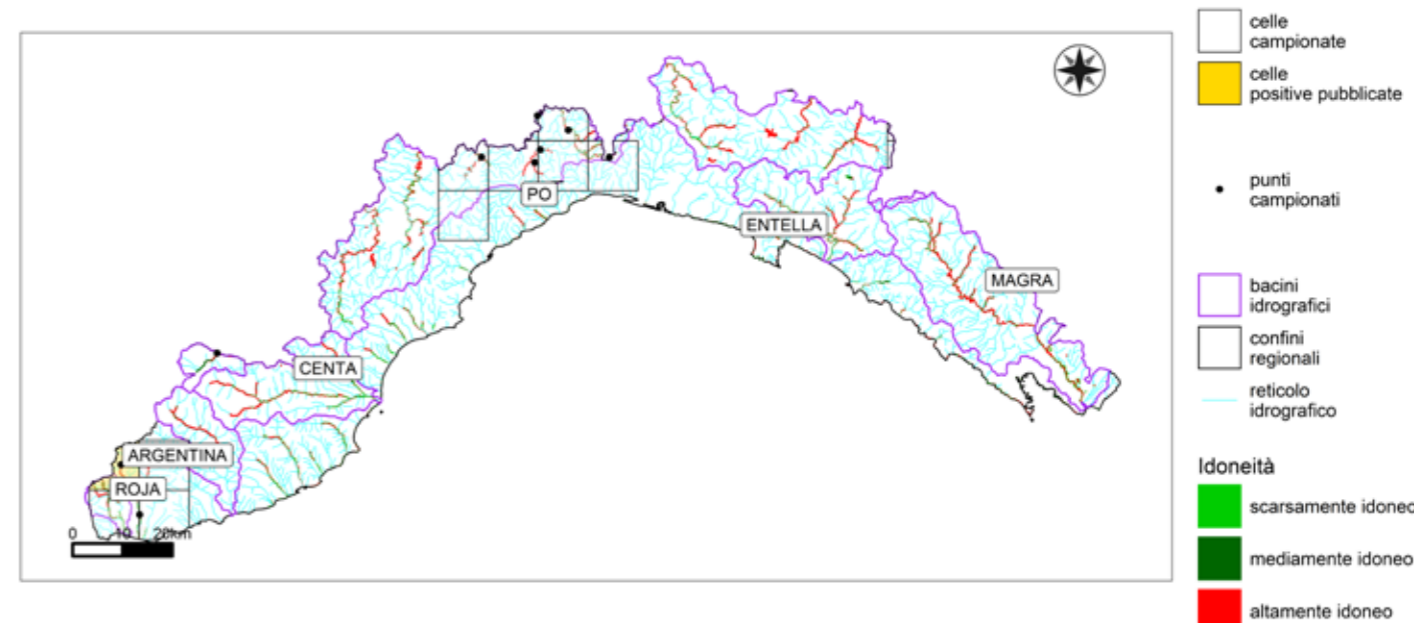 PO
ENTELLA
MAGRA
CENTA
ARGENTINA
ROJA
0 10 20km
celle
campionate
celle
positive pubblicate
punti
campionati
bacini
idrografici
confini
regionali
reticolo
idrografico
Idoneità
scarsamente idoneo
mediamente idoneo
altamente idoneo